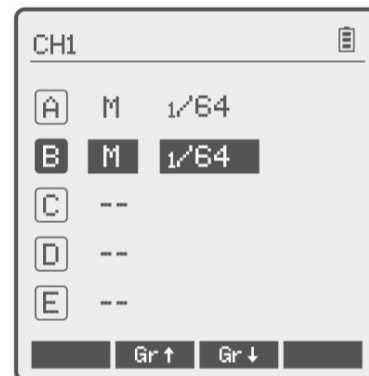 CH1
A M 1/64
B M 1/64
C --
D --
E --
Gr↑ Gr↓